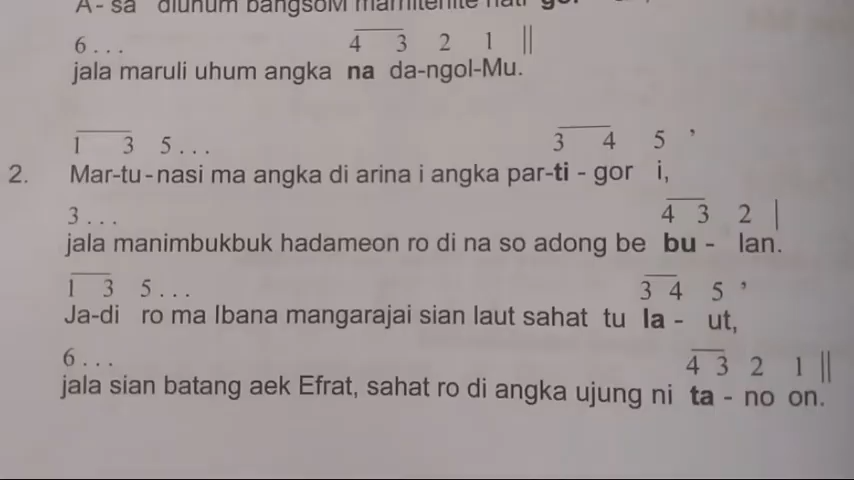 A - sa diuhum bangsoM
6 . . . 4 3 2 1 ||
jala maruli uhum angka na da-ngol-Mu.
1 3 5 . . . 3 4 5 ’
2. Mar-tu-nasi ma angka di arina i angka par-ti - gor i,
3 . . . 4 3 2 |
jala manimbukbuk hadameon ro di na so adong be bu - lan.
1 3 5 . . . 3 4 5 ’
Ja-di ro ma Ibana mangarajai sian laut sahat tu la - ut,
6 . . . 4 3 2 1 ||
jala sian batang aek Efrat, sahat ro di angka ujung ni ta - no on.